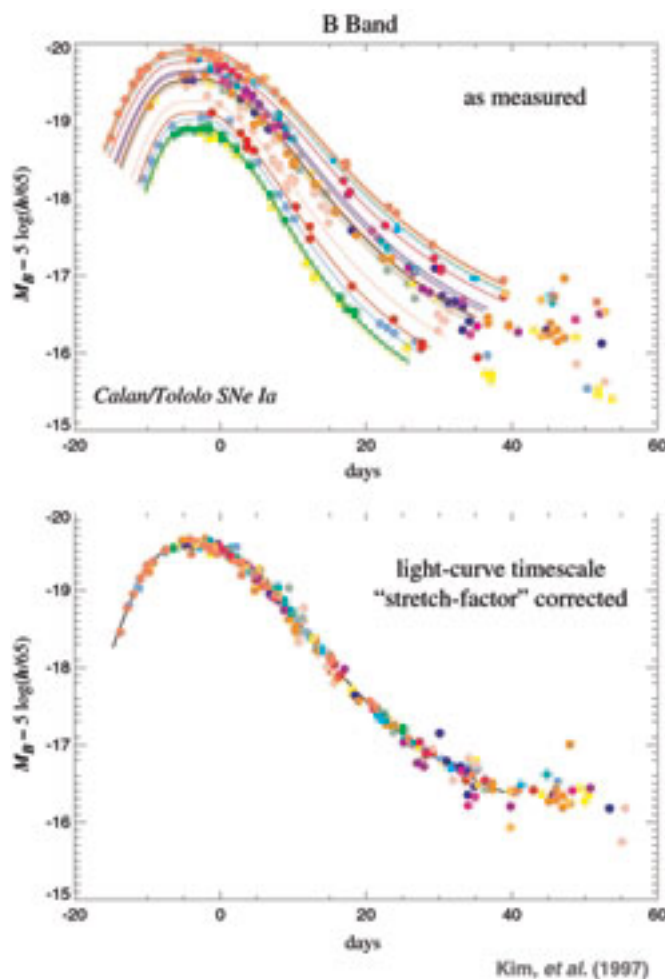 B Band
as measured
-20
-19
-18
-17
-16
-15
M_B – 5 log(h/65)
Calan/Tololo SNe Ia
-20
0
20
40
60
days
-20
-19
-18
-17
-16
-15
M_B – 5 log(h/65)
light-curve timescale
“stretch-factor” corrected
-20
0
20
40
60
days
Kim, et al. (1997)